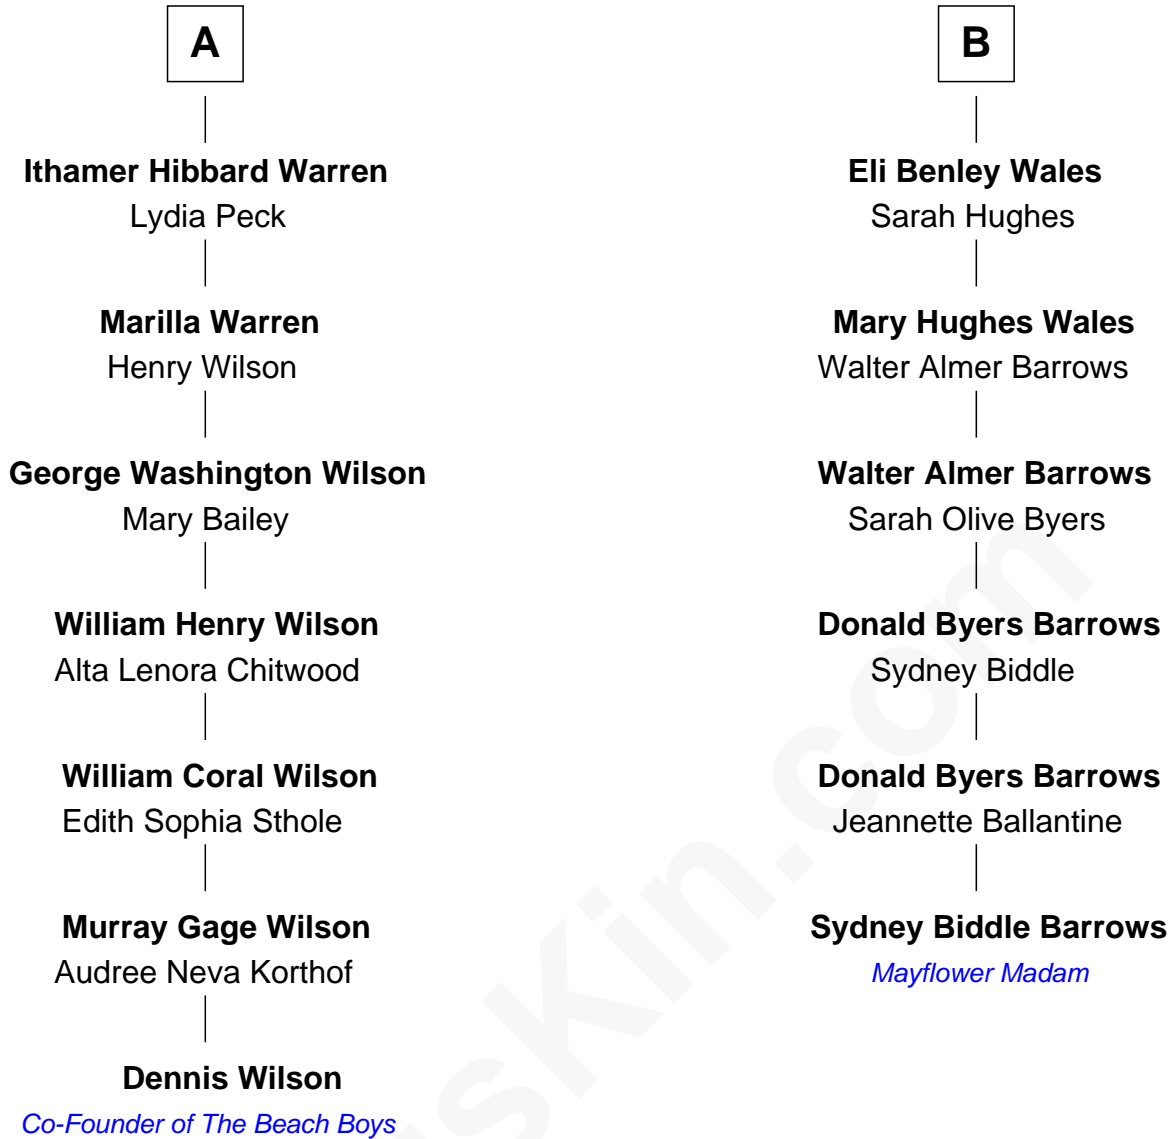 A
Ithamer Hibbard Warren
Lydia Peck
Marilla Warren
Henry Wilson
George Washington Wilson
Mary Bailey
William Henry Wilson
Alta Lenora Chitwood
William Coral Wilson
Edith Sophia Sthole
Murray Gage Wilson
Audree Neva Korthof
Dennis Wilson
Co-Founder of The Beach Boys
B
Eli Benley Wales
Sarah Hughes
Mary Hughes Wales
Walter Almer Barrows
Walter Almer Barrows
Sarah Olive Byers
Donald Byers Barrows
Sydney Biddle
Donald Byers Barrows
Jeannette Ballantine
Sydney Biddle Barrows
Mayflower Madam
sKin.com